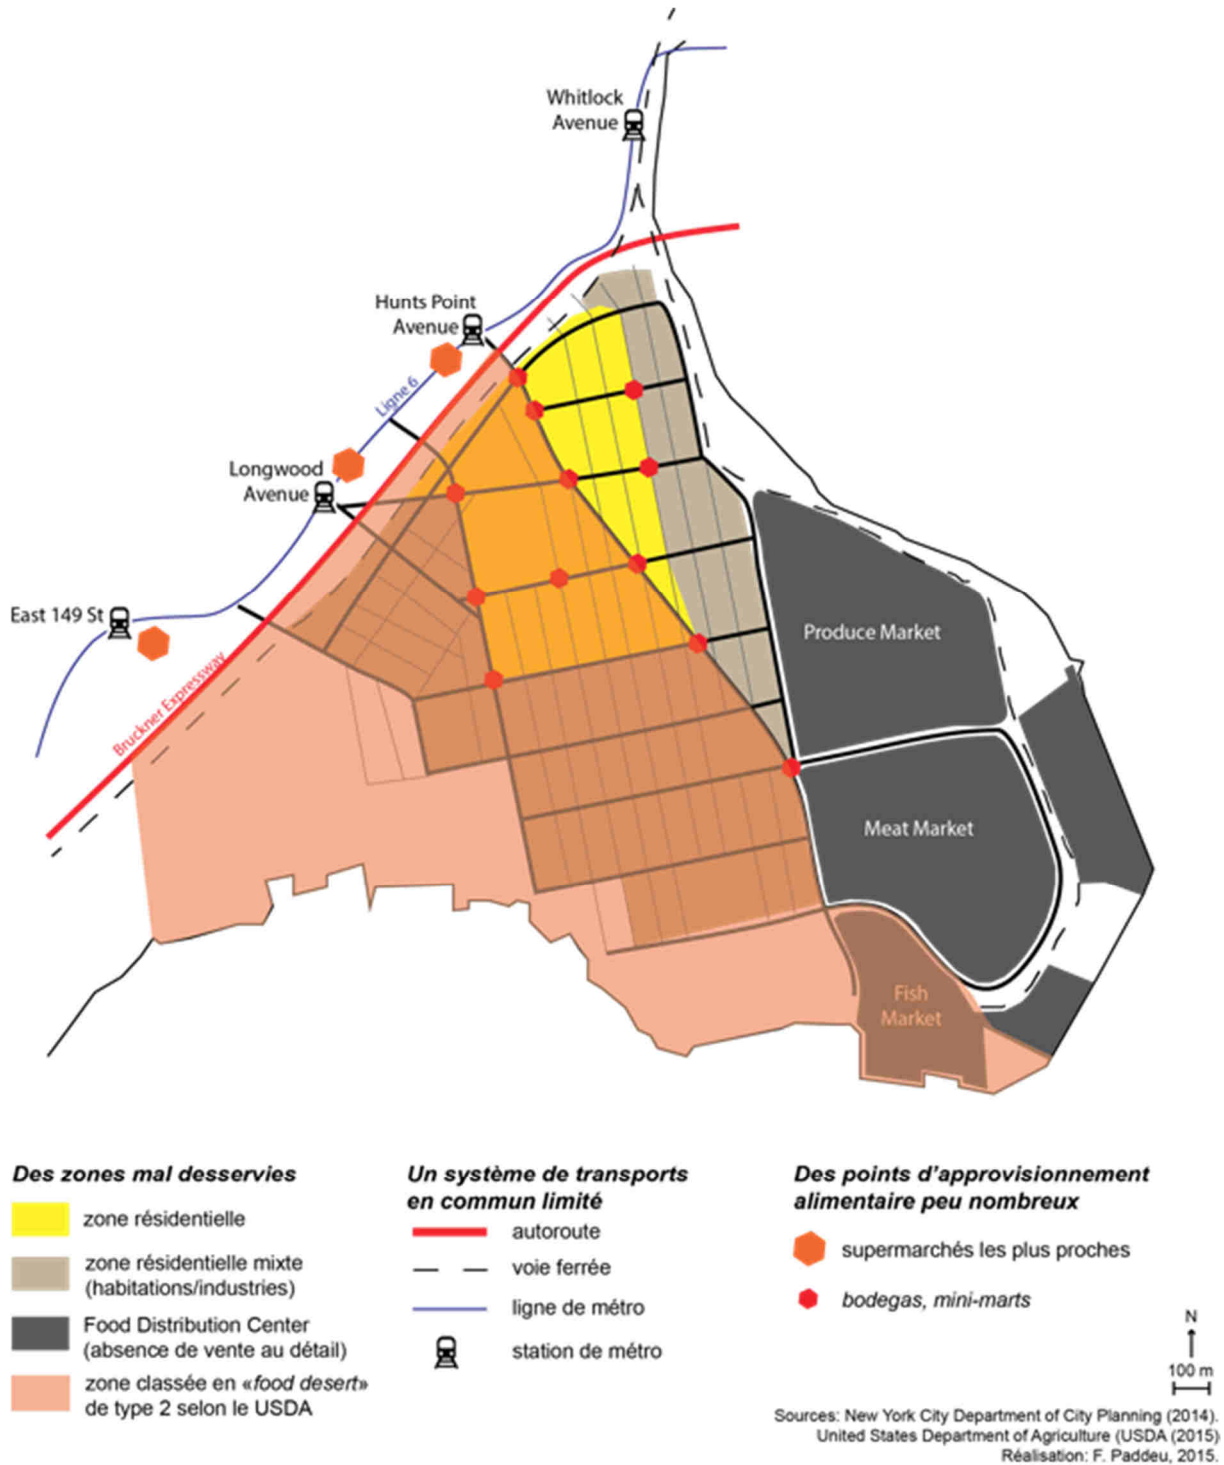 Whitlock
Avenue
Hunts Point
Avenue
Ligne 6
Longwood
Avenue
East 149 St
Bruckner Expressway
Produce Market
Meat Market
Fish
Market
Des zones mal desservies
zone résidentielle
zone résidentielle mixte
(habitations/industries)
Food Distribution Center
(absence de vente au détail)
zone classée en «food desert»
de type 2 selon le USDA
Un système de transports
en commun limité
autoroute
voie ferrée
ligne de métro
station de métro
Des points d'approvisionnement
alimentaire peu nombreux
supermarchés les plus proches
bodegas, mini-marts
N
100 m
Sources: New York City Department of City Planning (2014).
United States Department of Agriculture (USDA (2015)
Réalisation: F. Paddeu, 2015.